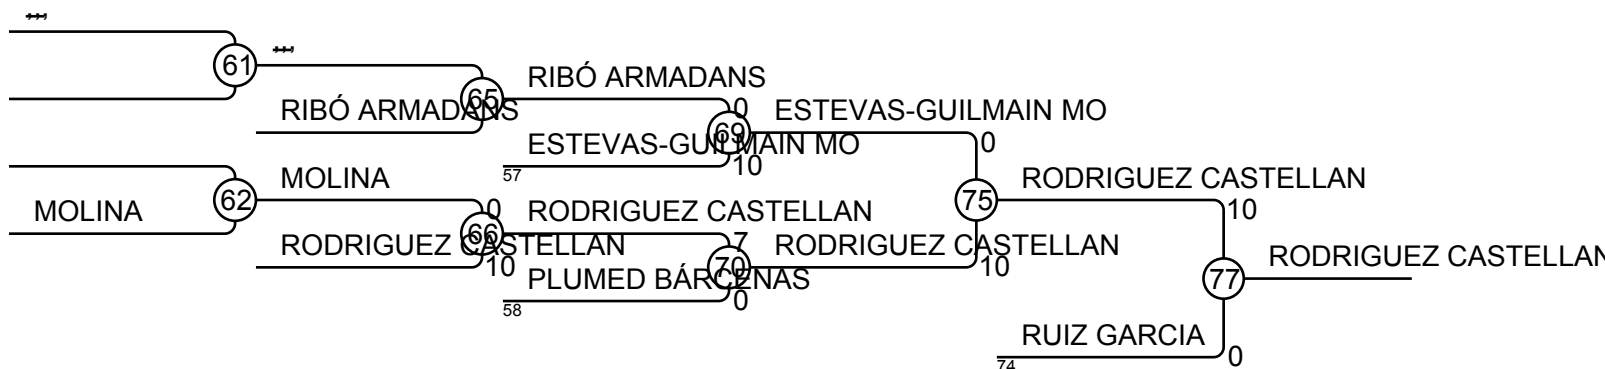 61
65
RIBÓ ARMADANS
RIBÓ ARMADANS
0
69
ESTEVAS-GUILMAIN MO
10
57
ESTEVAS-GUILMAIN MO
0
62
MOLINA
MOLINA
0
66
RODRIGUEZ CASTELLAN
10
RODRIGUEZ CASTELLAN
7
70
PLUMED BÁRCENAS
0
58
RODRIGUEZ CASTELLAN
10
75
RODRIGUEZ CASTELLAN
10
77
RODRIGUEZ CASTELLAN
RUIZ GARCIA
0
74